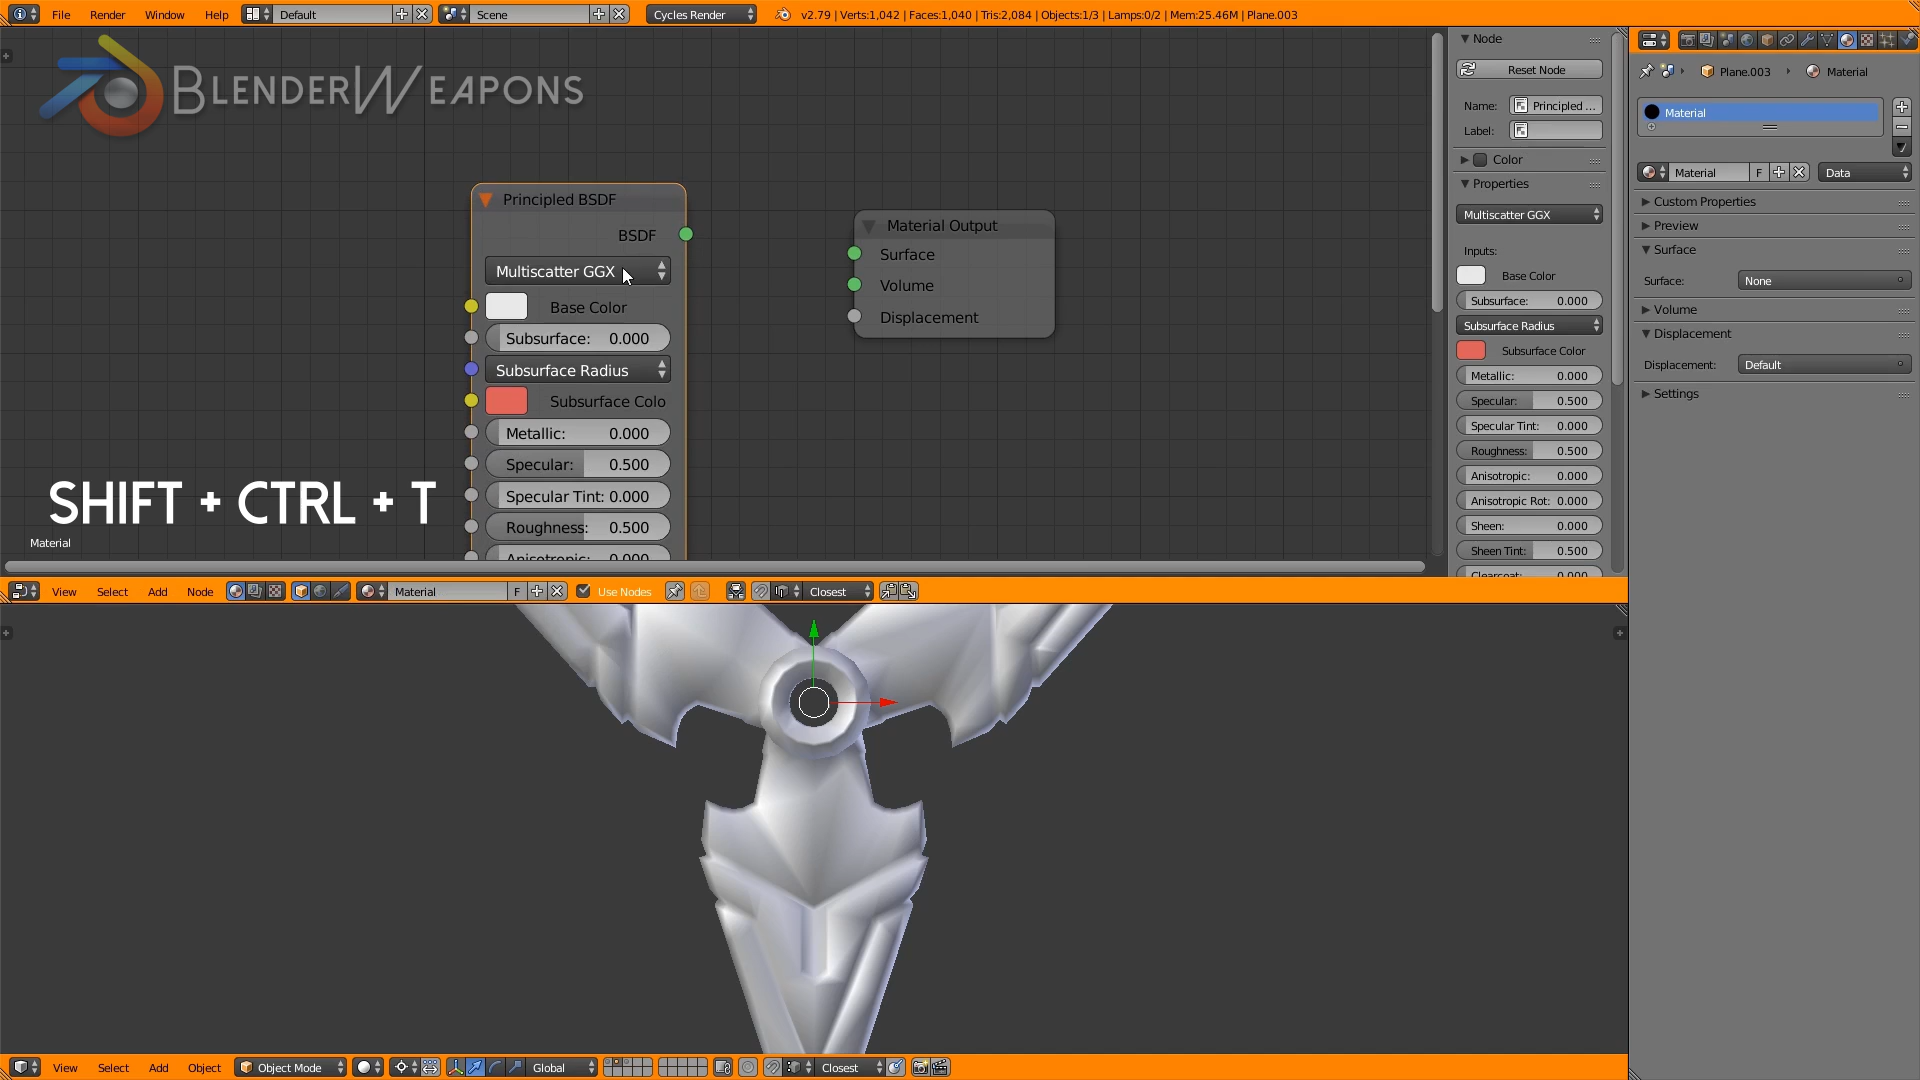 File Render Window Help Default Scene Cycles Render v2.79 | Verts:1,042 | Faces:1,040 | Tris:2,084 | Objects:1/3 | Lamps:0/2 | Mem:25.46M | Plane.003
BLENDERWEAPONS
Principled BSDF
BSDF
Multiscatter GGX
Base Color
Subsurface: 0.000
Subsurface Radius
Subsurface Colo
Metallic: 0.000
Specular: 0.500
Specular Tint: 0.000
Roughness: 0.500
Anisotropic: 0.000
Material Output
Surface
Volume
Displacement
SHIFT + CTRL + T
Material
Node
Reset Node
Name: Principled ...
Label:
Color
Properties
Multiscatter GGX
Inputs:
Base Color
Subsurface: 0.000
Subsurface Radius
Subsurface Color
Metallic: 0.000
Specular: 0.500
Specular Tint: 0.000
Roughness: 0.500
Anisotropic: 0.000
Anisotropic Rot: 0.000
Sheen: 0.000
Sheen Tint: 0.500
Clearcoat: 0.000
Plane.003 Material
Material
Material F Data
Custom Properties
Preview
Surface
Surface: None
Volume
Displacement
Displacement: Default
Settings
View Select Add Node Material F Use Nodes Closest
View Select Add Object Object Mode Global Closest